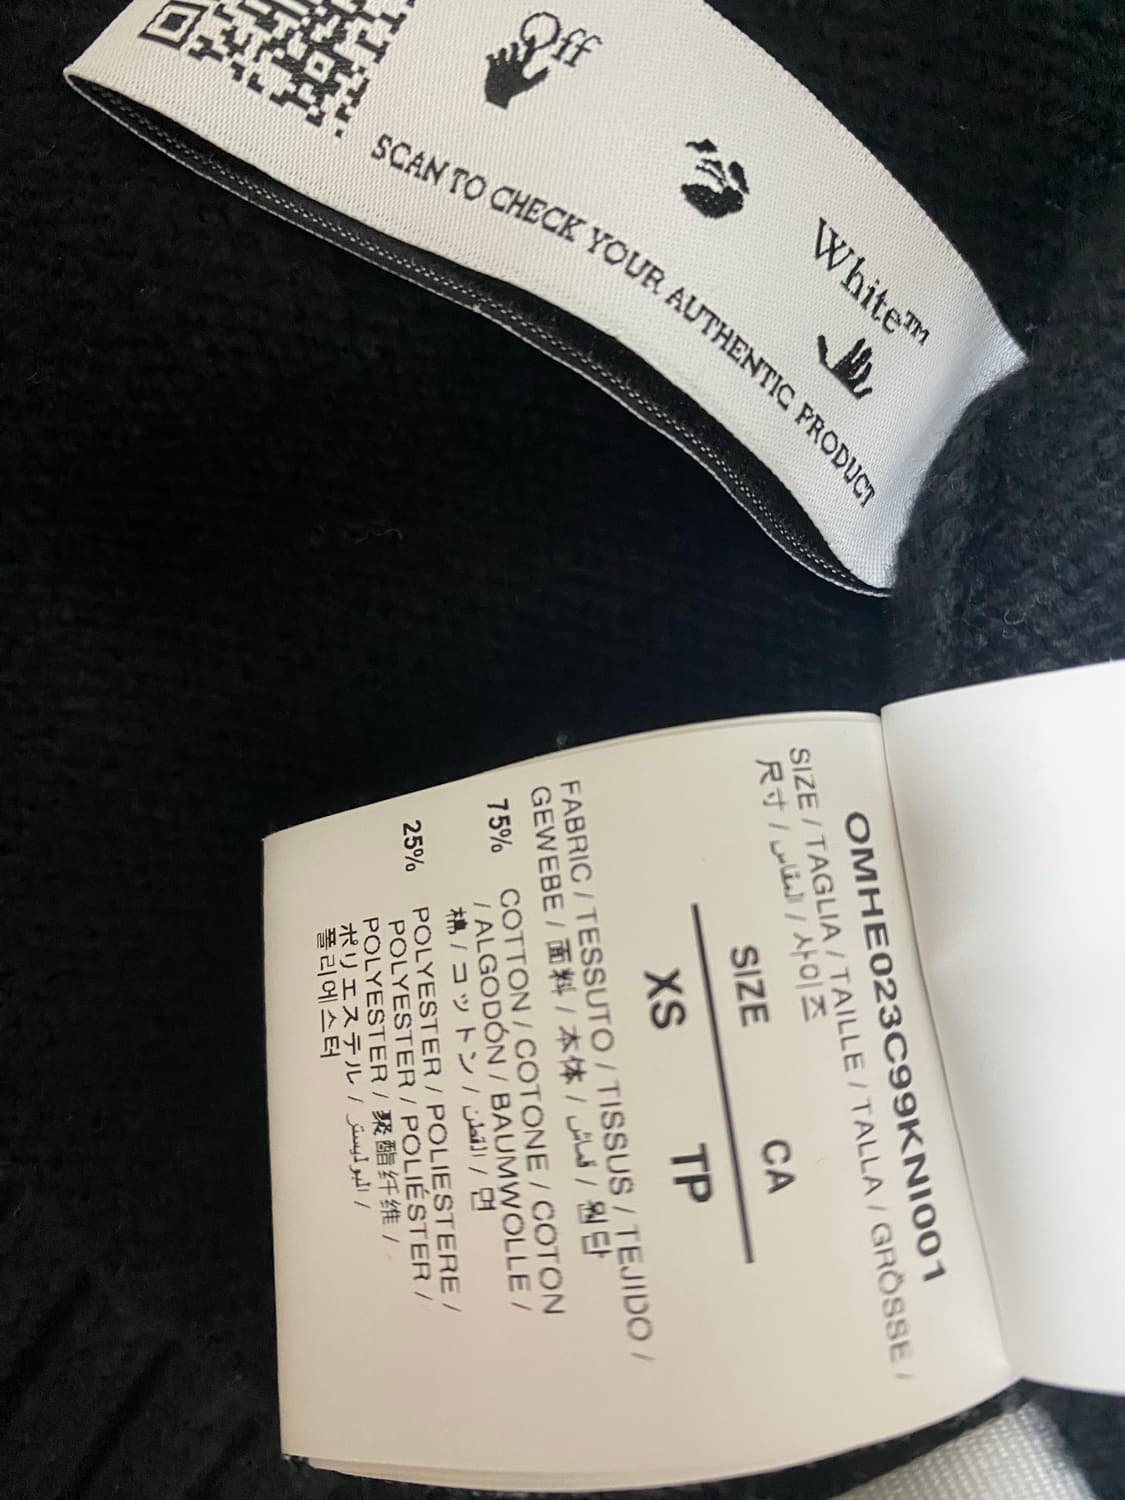 Off
White™
SCAN TO CHECK YOUR AUTHENTIC PRODUCT
OMHE023C99KNI001
SIZE / TAGLIA / TAILLE / TALLA / GRÖSSE /
尺寸 / المقاس / 사이즈
SIZE CA
XS TP
FABRIC / TESSUTO / TISSUS / TEJIDO /
GEWEBE / 面料 / 本体 / قماش / 원단
75% COTTON / COTONE / COTON
/ ALGODÓN / BAUMWOLLE /
棉 / コットン / القطن / 면
25% POLYESTER / POLIESTERE /
POLYESTER / POLIÉSTER /
POLYESTER / 聚酯纤维 /
ポリエステル / البوليستر /
폴리에스터